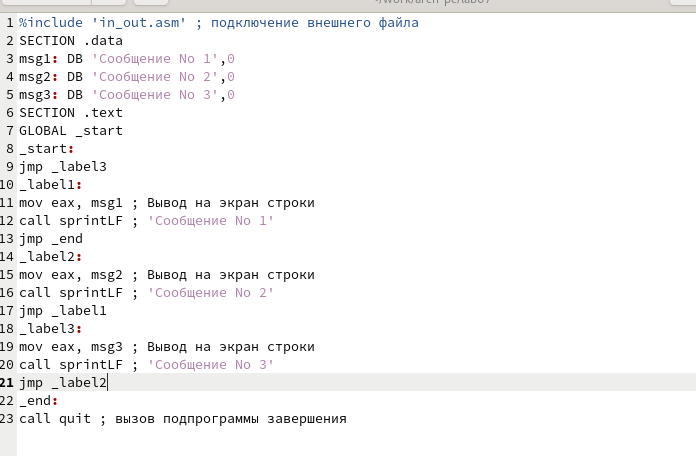 1 %include 'in_out.asm' ; подключение внешнего файла
2 SECTION .data
3 msg1: DB 'Сообщение No 1',0
4 msg2: DB 'Сообщение No 2',0
5 msg3: DB 'Сообщение No 3',0
6 SECTION .text
7 GLOBAL _start
8 _start:
9 jmp _label3
10 _label1:
11 mov eax, msg1 ; Вывод на экран строки
12 call sprintLF ; 'Сообщение No 1'
13 jmp _end
14 _label2:
15 mov eax, msg2 ; Вывод на экран строки
16 call sprintLF ; 'Сообщение No 2'
17 jmp _label1
18 _label3:
19 mov eax, msg3 ; Вывод на экран строки
20 call sprintLF ; 'Сообщение No 3'
21 jmp _label2
22 _end:
23 call quit ; вызов подпрограммы завершения